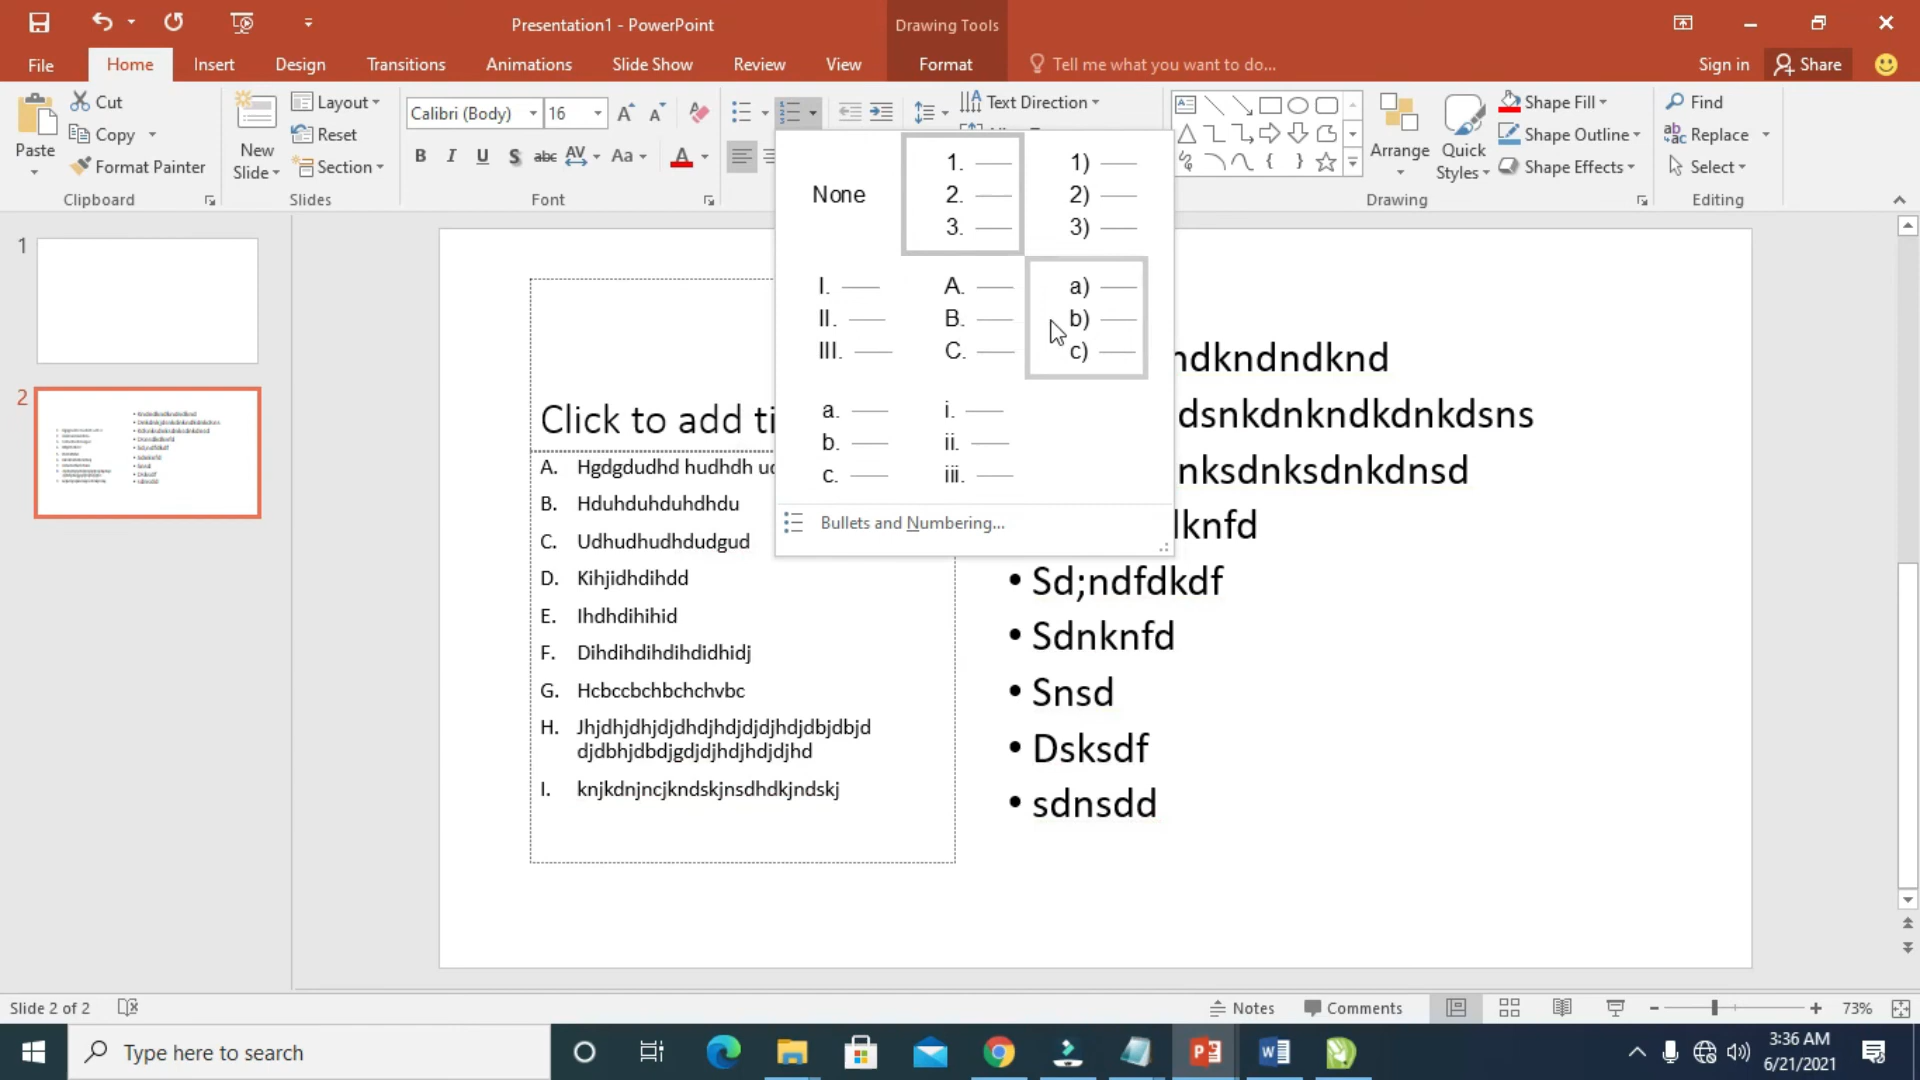 Presentation1 - PowerPoint
Drawing Tools
File
Home
Insert
Design
Transitions
Animations
Slide Show
Review
View
Format
Tell me what you want to do...
Sign in
Share
Paste
Cut
Copy
Format Painter
Clipboard
New
Slide
Layout
Reset
Section
Slides
Calibri (Body)
16
B I U S abc AV Aa A
Font
Text Direction
Arrange
Quick
Styles
Shape Fill
Shape Outline
Shape Effects
Drawing
Find
Replace
Select
Editing
None
1.
2.
3.
1)
2)
3)
I.
II.
III.
A.
B.
C.
a)
b)
c)
a.
b.
c.
i.
ii.
iii.
Bullets and Numbering...
1
2
Click to add ti
A. Hgdgdudhd hudhdh
B. Hduhduhduhdhdu
C. Udhudhudhdudgud
D. Kihjidhdihdd
E. Ihdhdihihid
F. Dihdihdihdihdidhidj
G. Hcbccbchbchchvbc
H. Jhjdhjdhjdjdhdjhdjdjdjhdjdbjdbjd
djdbhjdbdjgdjdjhdjhdjdjhd
I. knjkdnjncjkndskjnsdhdkjndskj
ndkndndknd
dsnkdnkndkdnkdsns
nksdnksdnkdnsd
lknfd
• Sd;ndfdkdf
• Sdnknfd
• Snsd
• Dsksdf
• sdnsdd
Slide 2 of 2
Notes
Comments
73%
Type here to search
3:36 AM
6/21/2021